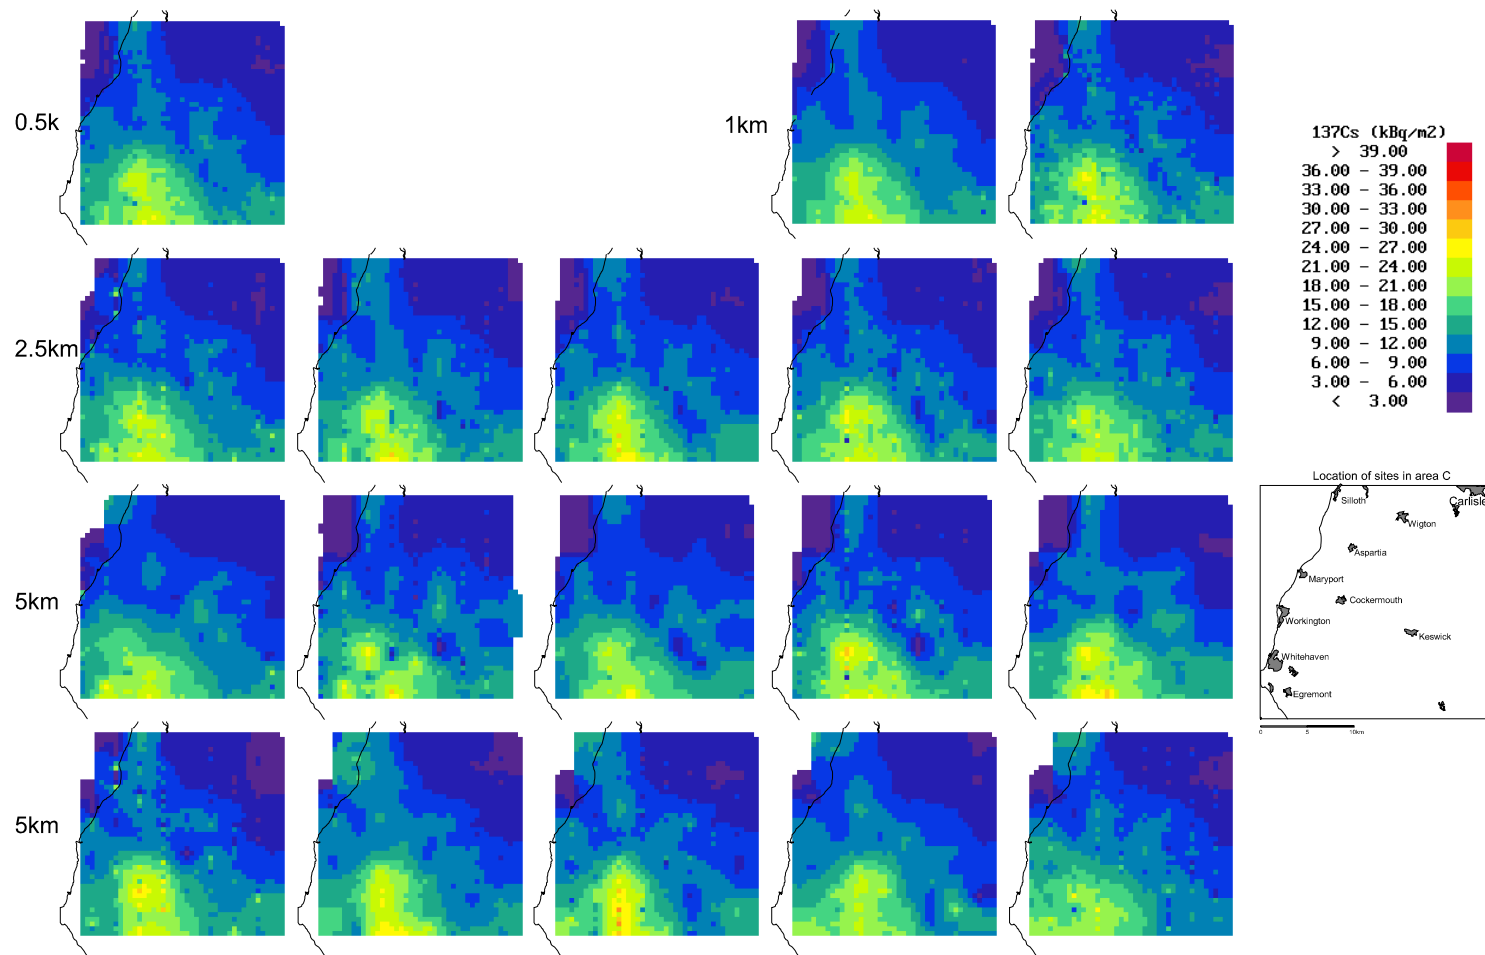 0.5k
1km
137Cs (kBq/m2)
> 39.00
36.00 - 39.00
33.00 - 36.00
30.00 - 33.00
27.00 - 30.00
24.00 - 27.00
21.00 - 24.00
18.00 - 21.00
15.00 - 18.00
12.00 - 15.00
9.00 - 12.00
6.00 - 9.00
3.00 - 6.00
< 3.00
2.5km
5km
5km
Location of sites in area C
Silloth
Carlisle
Wigton
Aspartia
Maryport
Cockermouth
Workington
Keswick
Whitehaven
Egremont
0 5 10km